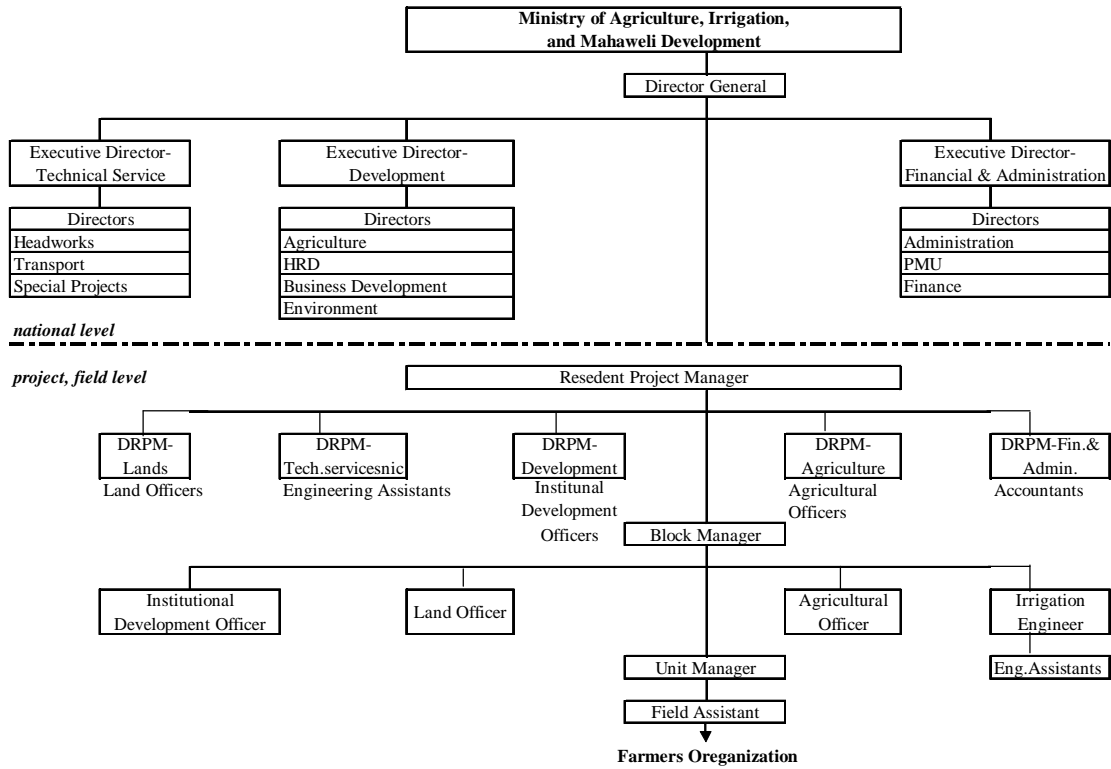 Ministry of Agriculture, Irrigation,
and Mahaweli Development
Director General
Executive Director-
Technical Service
Executive Director-
Development
Executive Director-
Financial & Administration
Directors
Headworks
Transport
Special Projects
Directors
Agriculture
HRD
Business Development
Environment
Directors
Administration
PMU
Finance
national level
project, field level
Resedent Project Manager
DRPM-
Lands
Land Officers
DRPM-
Tech.servicesnic
Engineering Assistants
DRPM-
Development
Institunal
Development
Officers
DRPM-
Agriculture
Agricultural
Officers
DRPM-Fin.&
Admin.
Accountants
Block Manager
Institutional
Development Officer
Land Officer
Agricultural
Officer
Irrigation
Engineer
Unit Manager
Eng.Assistants
Field Assistant
Farmers Oreganization